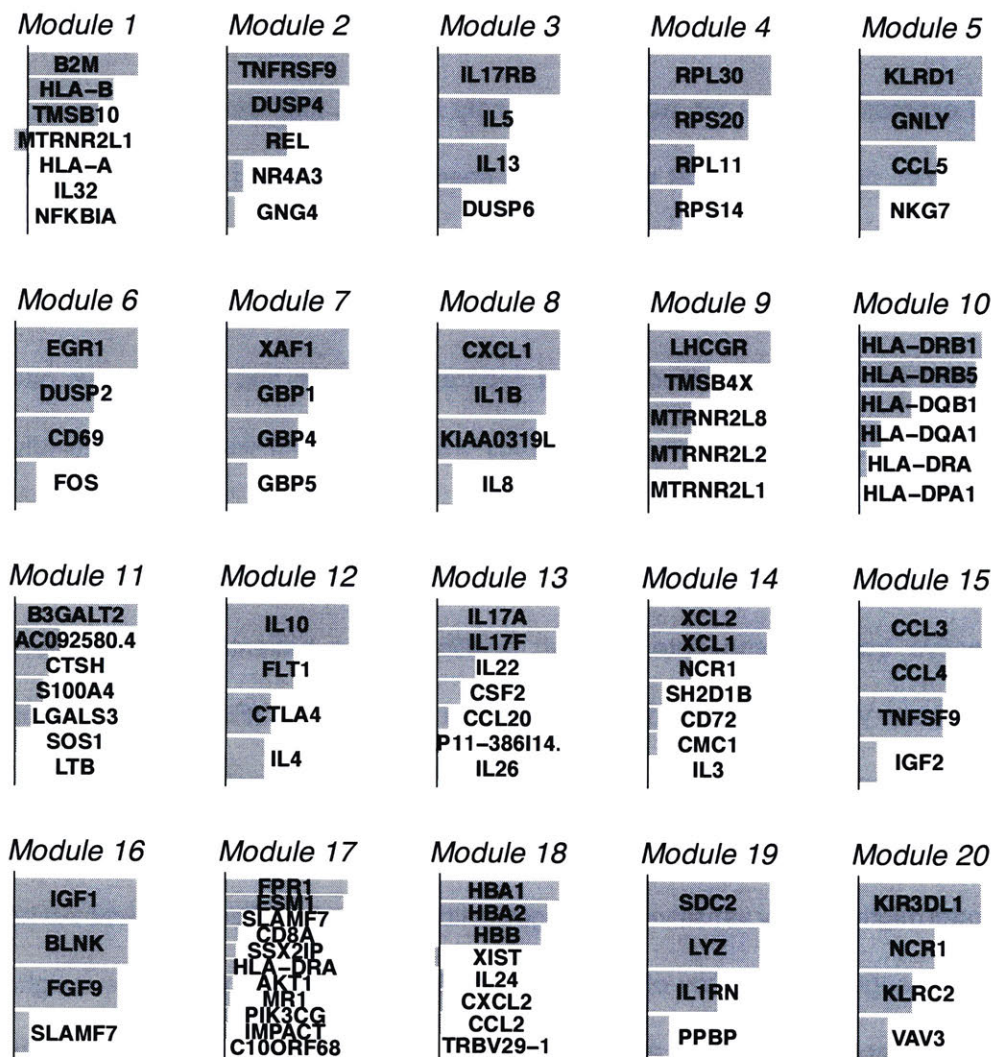 Module 1
B2M
HLA-B
TMSB10
MTRNR2L1
HLA-A
IL32
NFKBIA
Module 2
TNFRSF9
DUSP4
REL
NR4A3
GNG4
Module 3
IL17RB
IL5
IL13
DUSP6
Module 4
RPL30
RPS20
RPL11
RPS14
Module 5
KLRD1
GNLY
CCL5
NKG7
Module 6
EGR1
DUSP2
CD69
FOS
Module 7
XAF1
GBP1
GBP4
GBP5
Module 8
CXCL1
IL1B
KIAA0319L
IL8
Module 9
LHCGR
TMSB4X
MTRNR2L8
MTRNR2L2
MTRNR2L1
Module 10
HLA-DRB1
HLA-DRB5
HLA-DQB1
HLA-DQA1
HLA-DRA
HLA-DPA1
Module 11
B3GALT2
AC092580.4
CTSH
S100A4
LGALS3
SOS1
LTB
Module 12
IL10
FLT1
CTLA4
IL4
Module 13
IL17A
IL17F
IL22
CSF2
CCL20
P11-386I14.
IL26
Module 14
XCL2
XCL1
NCR1
SH2D1B
CD72
CMC1
IL3
Module 15
CCL3
CCL4
TNFSF9
IGF2
Module 16
IGF1
BLNK
FGF9
SLAMF7
Module 17
FPR1
ESM1
SLAMF7
CD8A
SSX2IP
HLA-DRA
AKT1
MR1
PIK3CG
IMPACT
C10ORF68
Module 18
HBA1
HBA2
HBB
XIST
IL24
CXCL2
CCL2
TRBV29-1
Module 19
SDC2
LYZ
IL1RN
PPBP
Module 20
KIR3DL1
NCR1
KLRC2
VAV3